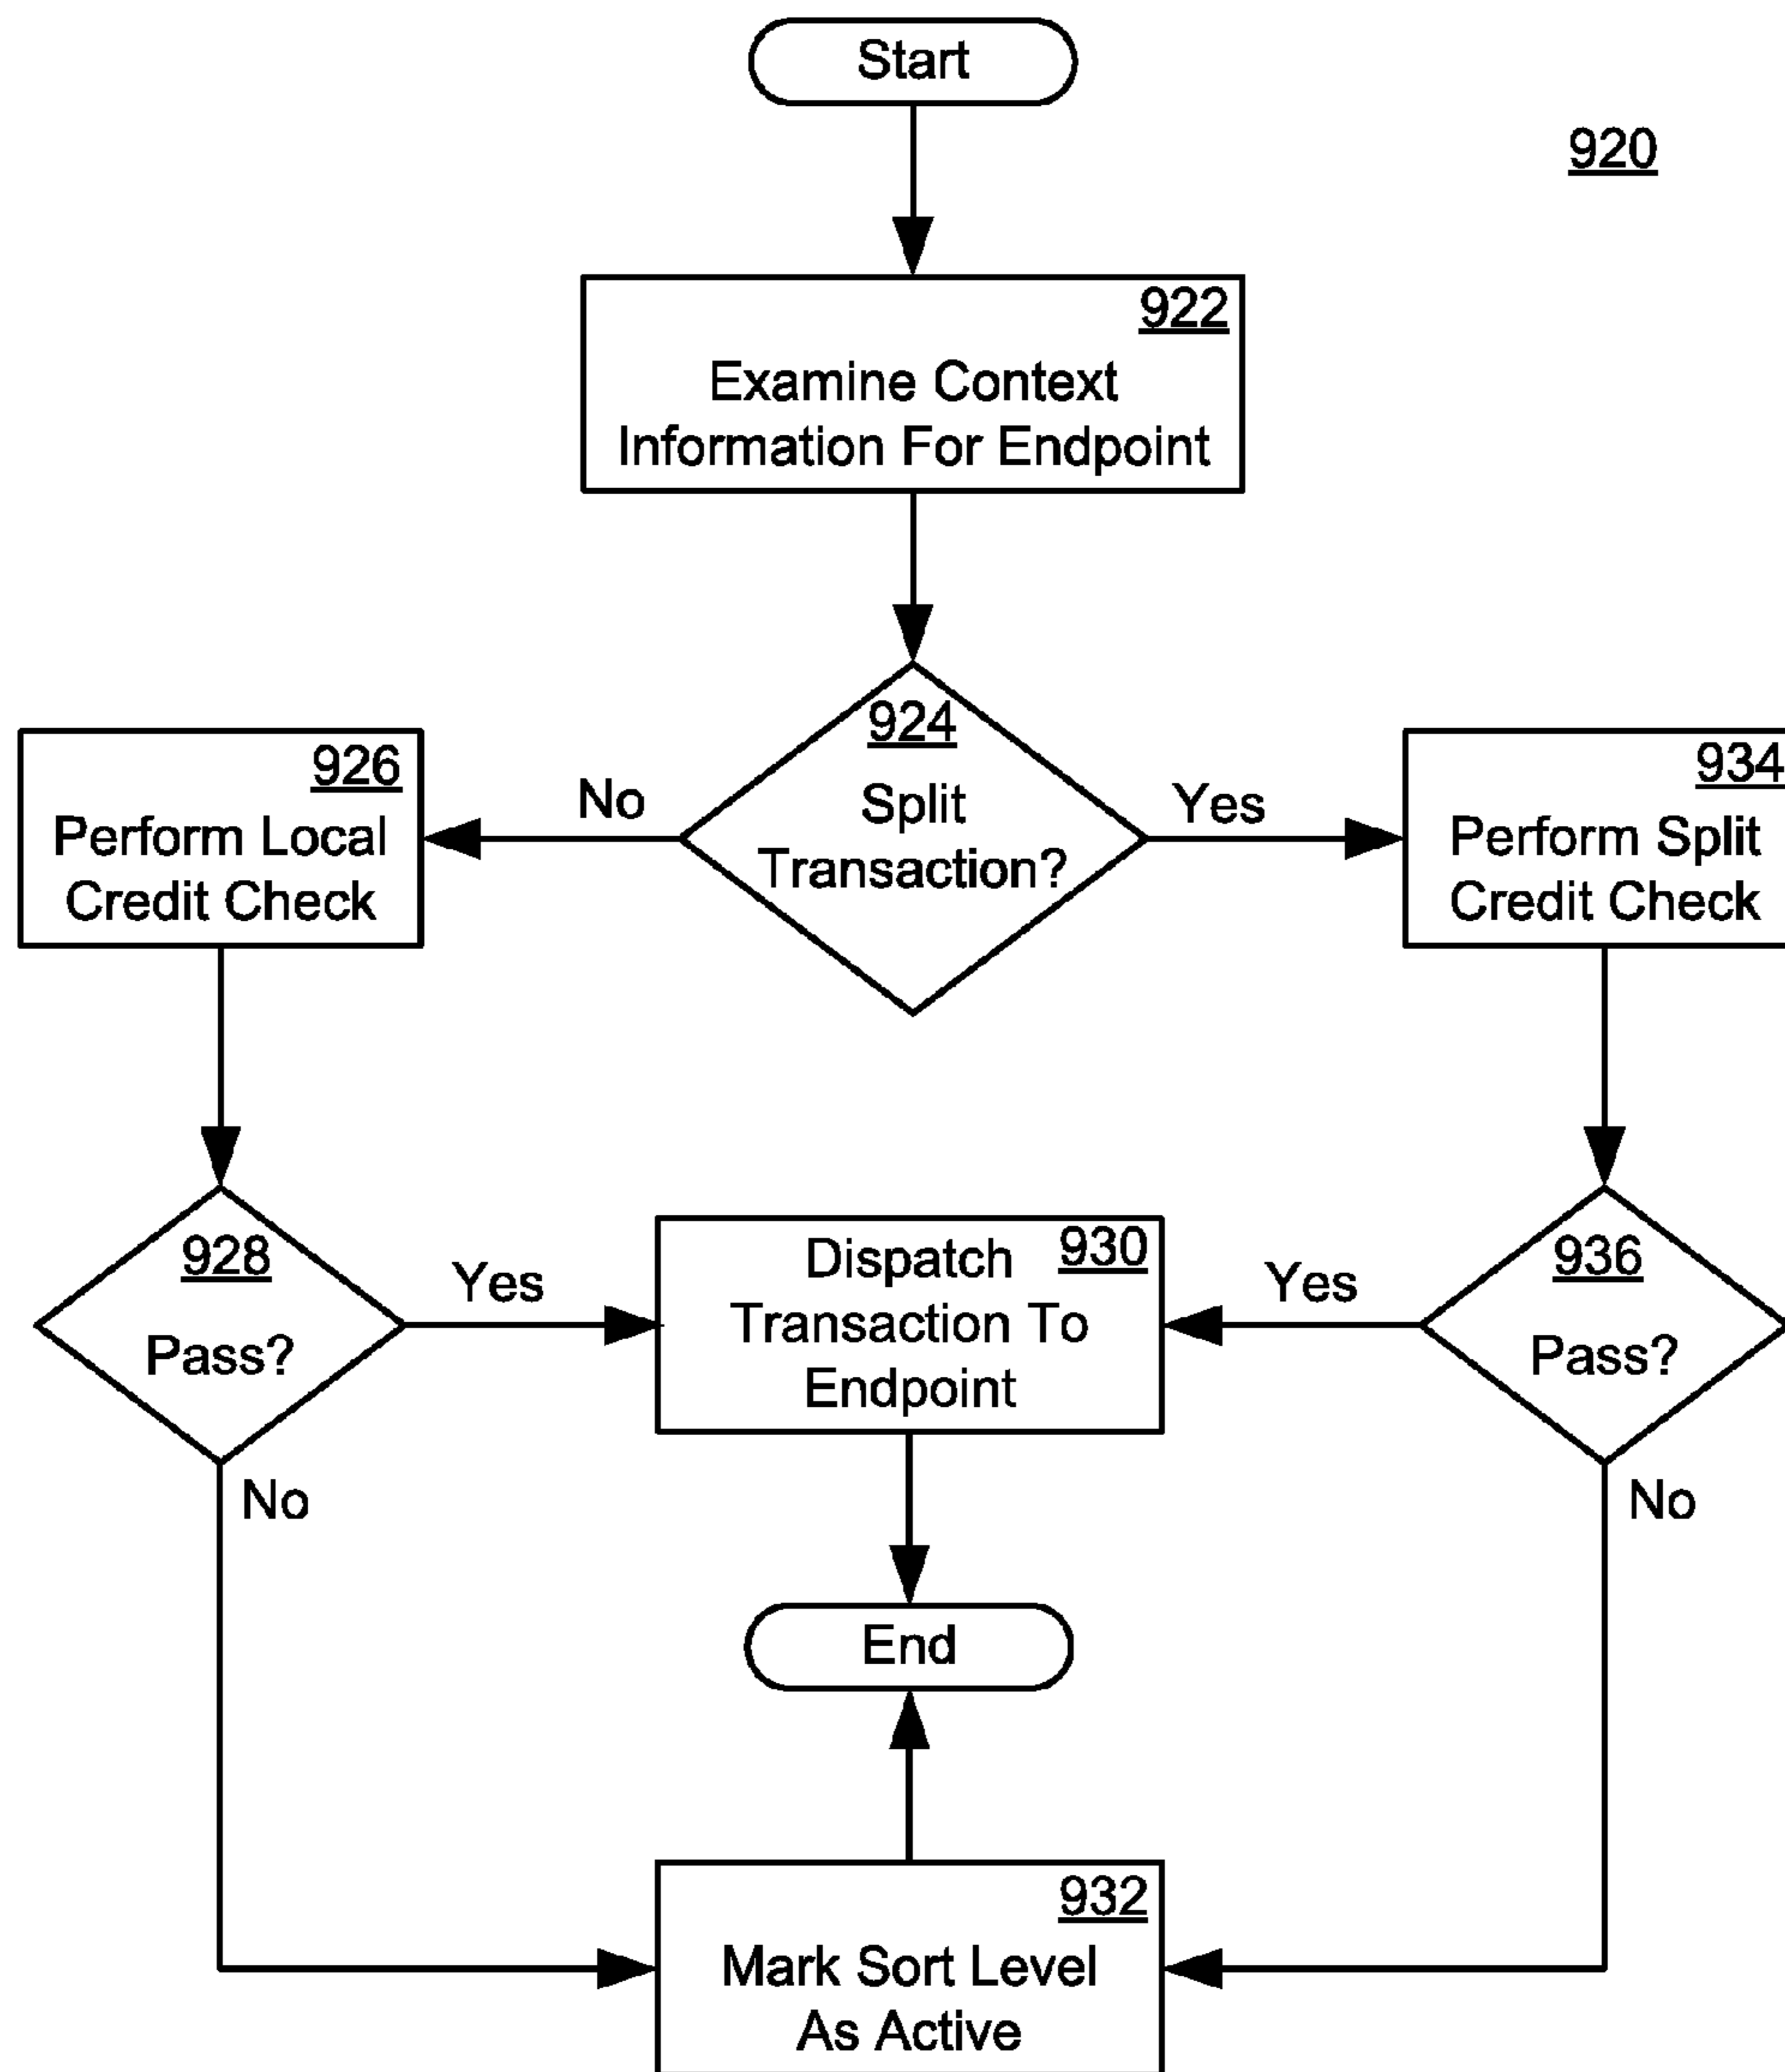 Start
920
922
Examine Context
Information For Endpoint
924
Split
Transaction?
No
Yes
926
Perform Local
Credit Check
934
Perform Split
Credit Check
928
Pass?
Yes
No
930
Dispatch
Transaction To
Endpoint
936
Pass?
Yes
No
End
932
Mark Sort Level
As Active